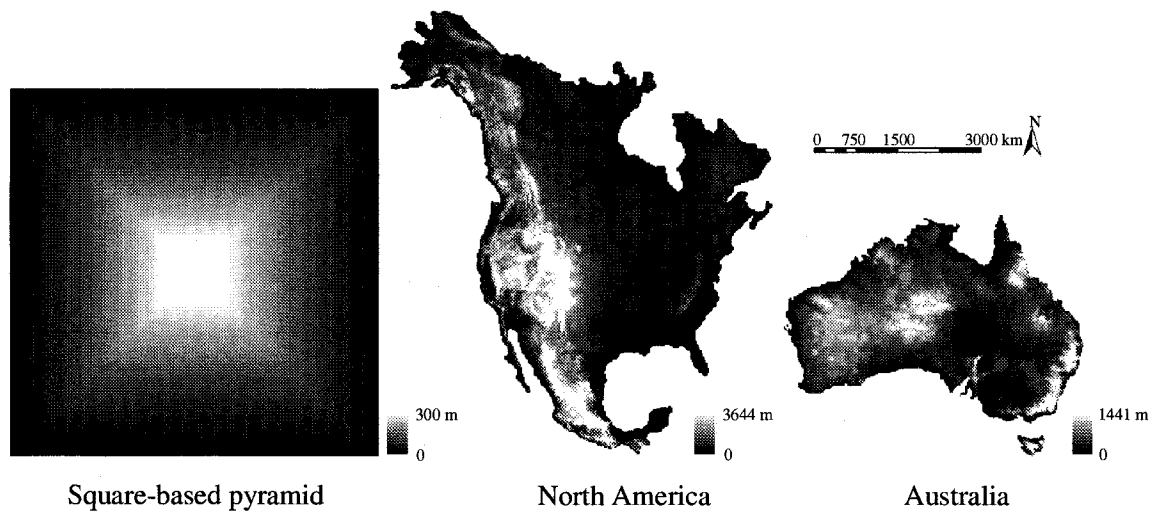 N
0 750 1500 3000 km
300 m
0
3644 m
0
1441 m
0
Square-based pyramid
North America
Australia